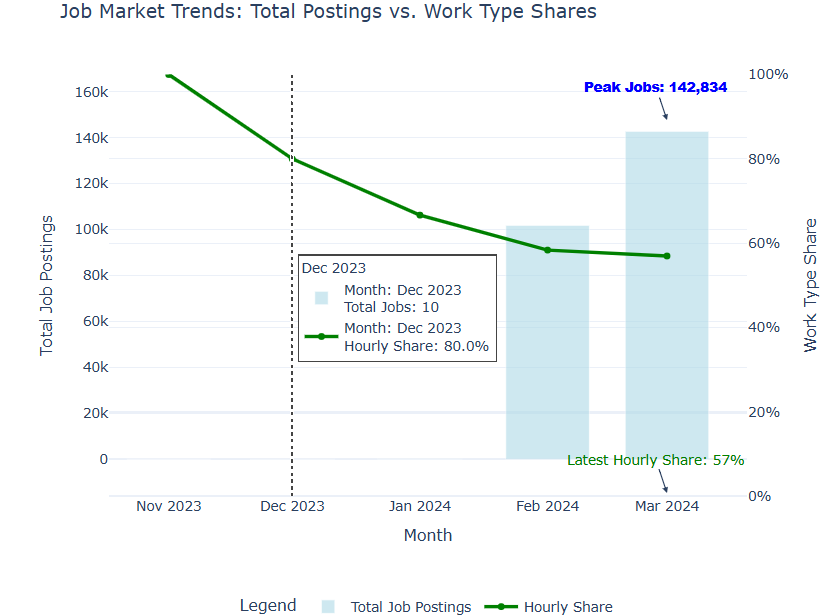 Job Market Trends: Total Postings vs. Work Type Shares
Peak Jobs: 142,834
160k
140k
120k
100k
80k
60k
40k
20k
0
Total Job Postings
100%
80%
60%
40%
20%
0%
Work Type Share
Dec 2023
Month: Dec 2023
Total Jobs: 10
Month: Dec 2023
Hourly Share: 80.0%
Latest Hourly Share: 57%
Nov 2023
Dec 2023
Jan 2024
Feb 2024
Mar 2024
Month
Legend
Total Job Postings
Hourly Share